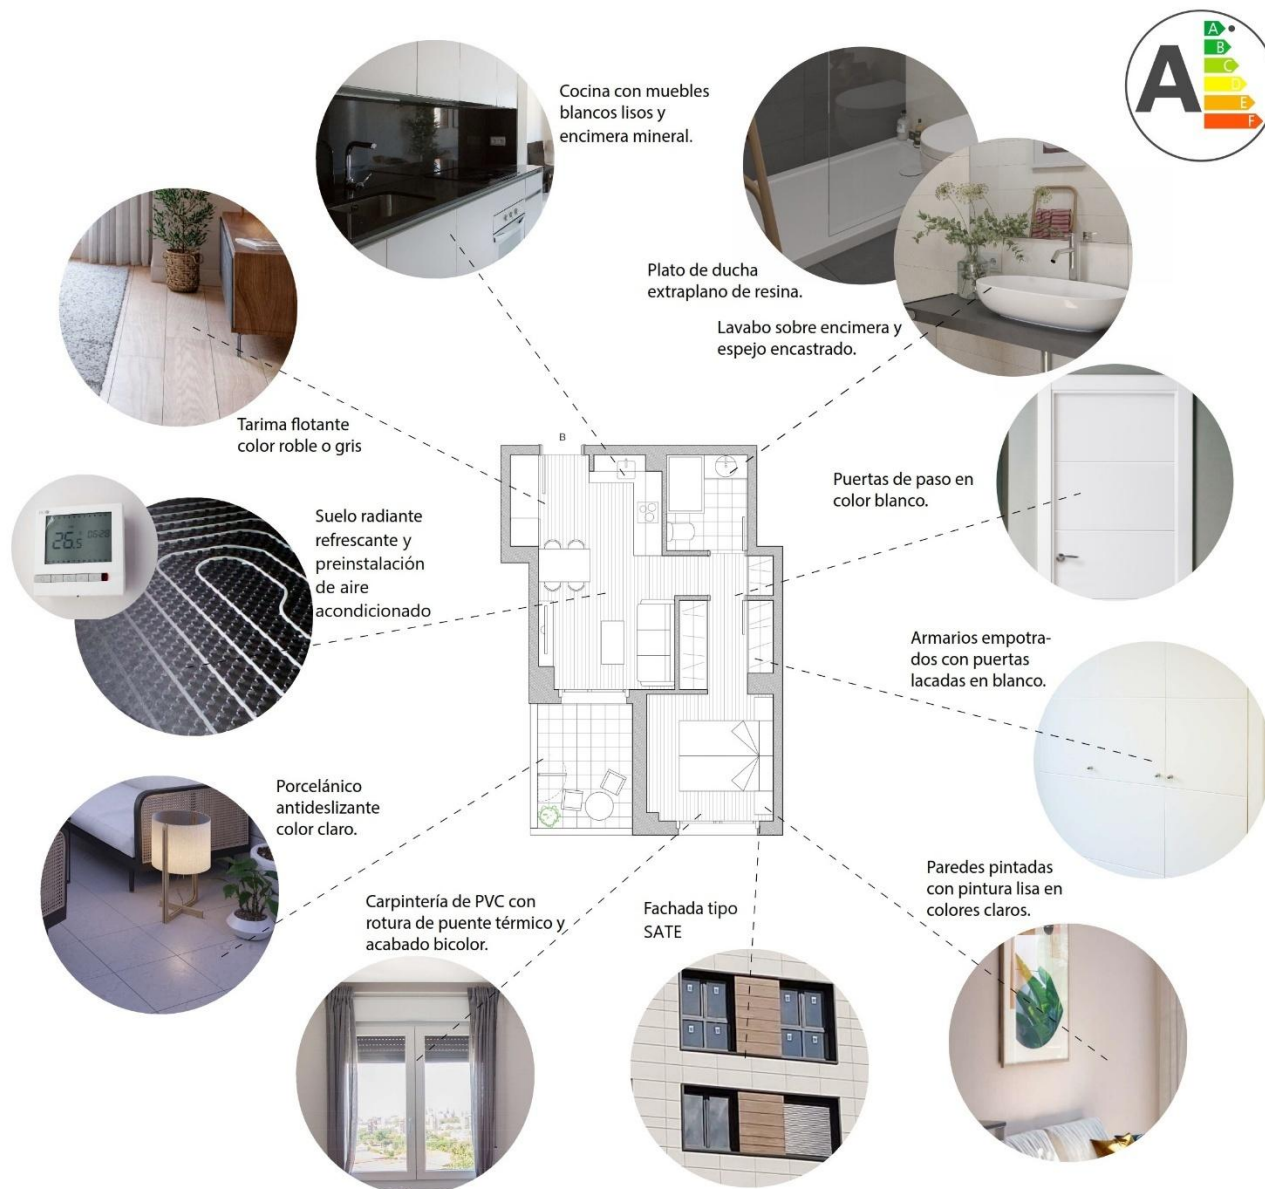 Cocina con muebles
blancos lisos y
encimera mineral.
A
A
B
C
D
E
F
Plato de ducha
extraplano de resina.
Lavabo sobre encimera y
espejo encastrado.
Tarima flotante
color roble o gris
B
Puertas de paso en
color blanco.
Suelo radiante
refrescante y
preinstalación
de aire
acondicionado
26.5
Armarios empotra-
dos con puertas
lacadas en blanco.
Porcelánico
antideslizante
color claro.
Carpintería de PVC con
rotura de puente térmico y
acabado bicolor.
Fachada tipo
SATE
Paredes pintadas
con pintura lisa en
colores claros.